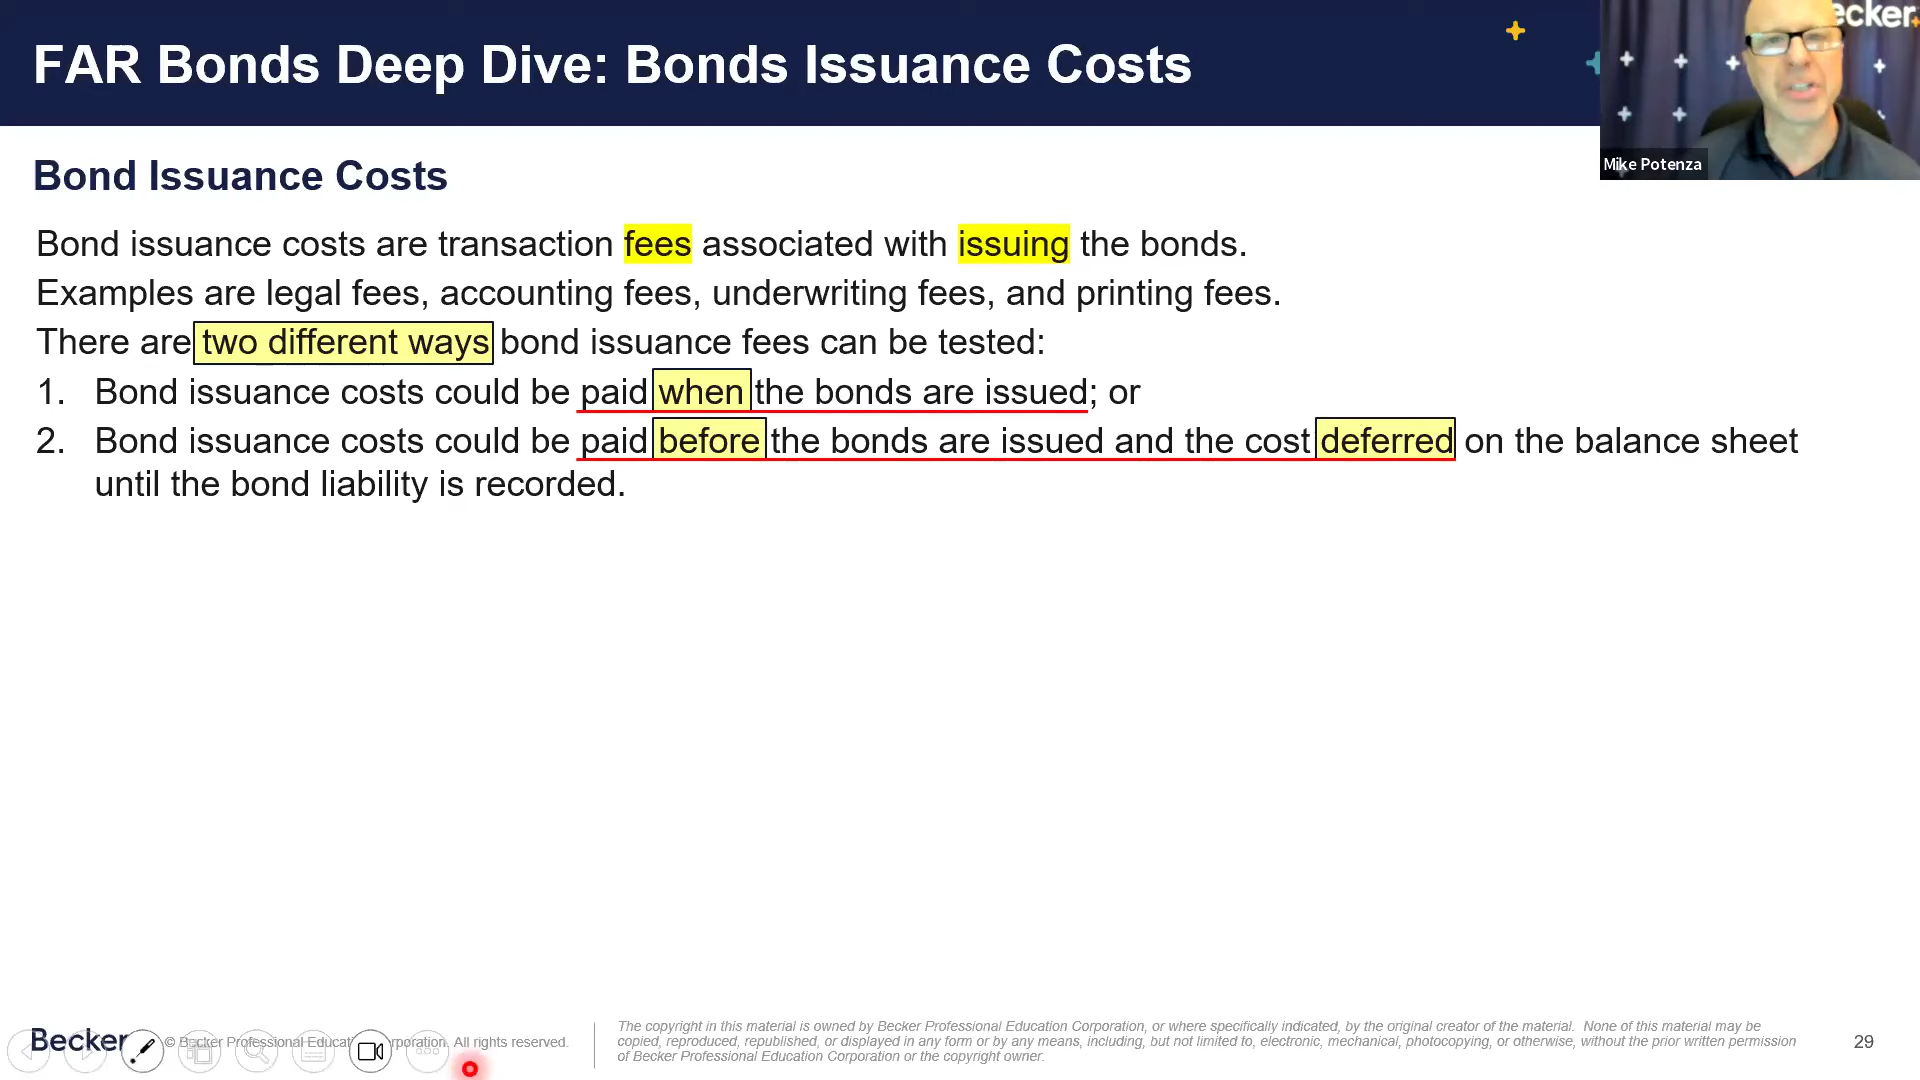 FAR Bonds Deep Dive: Bonds Issuance Costs
ecker
Mike Potenza
Bond Issuance Costs
Bond issuance costs are transaction fees associated with issuing the bonds.
Examples are legal fees, accounting fees, underwriting fees, and printing fees.
There are two different ways bond issuance fees can be tested:
1. Bond issuance costs could be paid when the bonds are issued; or
2. Bond issuance costs could be paid before the bonds are issued and the cost deferred on the balance sheet
until the bond liability is recorded.
Becker
© Becker Professional Educat rporation. All rights reserved.
The copyright in this material is owned by Becker Professional Education Corporation, or where specifically indicated, by the original creator of the material. None of this material may be
copied, reproduced, republished, or displayed in any form or by any means, including, but not limited to, electronic, mechanical, photocopying, or otherwise, without the prior written permission
of Becker Professional Education Corporation or the copyright owner.
29